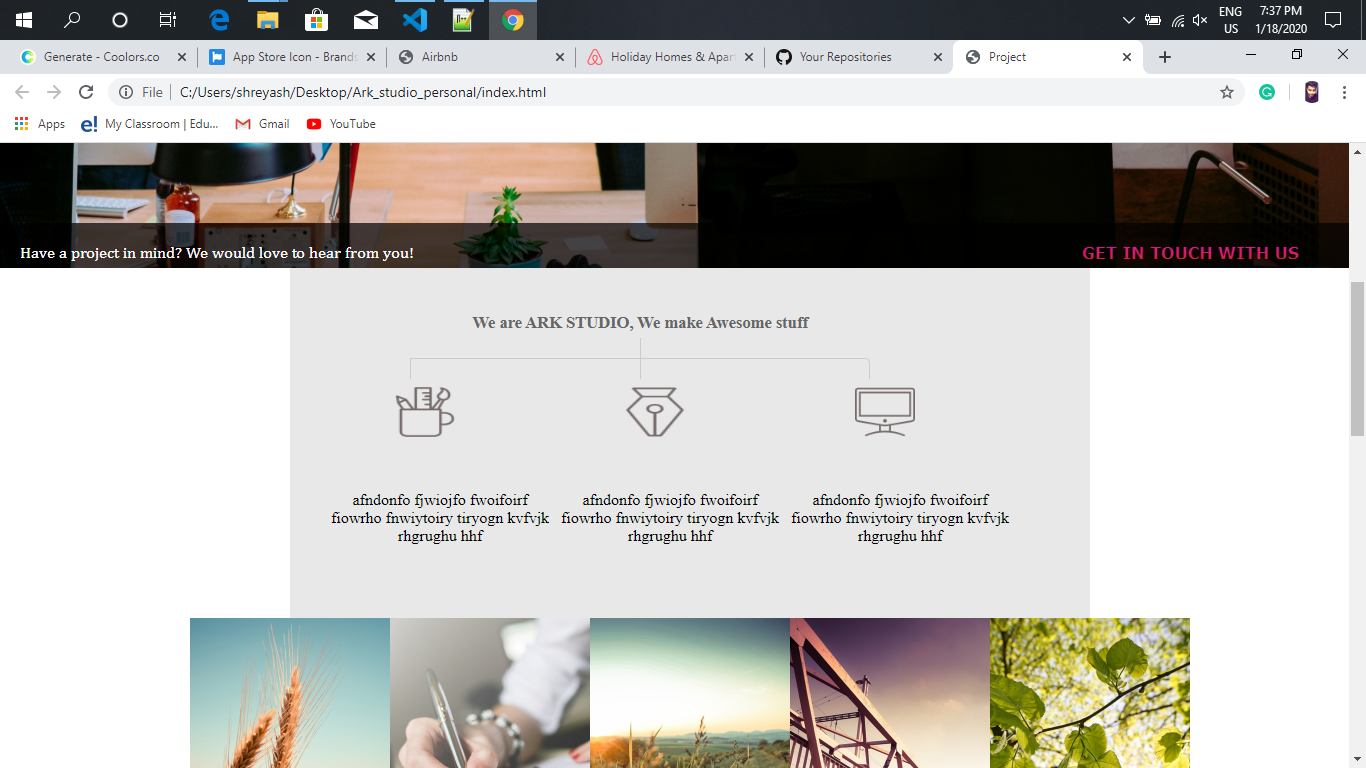 ENG
7:37 PM
US
1/18/2020
Generate - Coolors.co
App Store Icon - Brands
Airbnb
Holiday Homes & Apar
Your Repositories
Project
File
C:/Users/shreyash/Desktop/Ark_studio_personal/index.html
Apps
e! My Classroom | Edu...
Gmail
YouTube
Have a project in mind? We would love to hear from you!
GET IN TOUCH WITH US
We are ARK STUDIO, We make Awesome stuff
afndonfo fjwiojfo fwoifoirf
fiowrho fnwiytoiry tiryogn kvfvjk
rhgrughu hhf
afndonfo fjwiojfo fwoifoirf
fiowrho fnwiytoiry tiryogn kvfvjk
rhgrughu hhf
afndonfo fjwiojfo fwoifoirf
fiowrho fnwiytoiry tiryogn kvfvjk
rhgrughu hhf